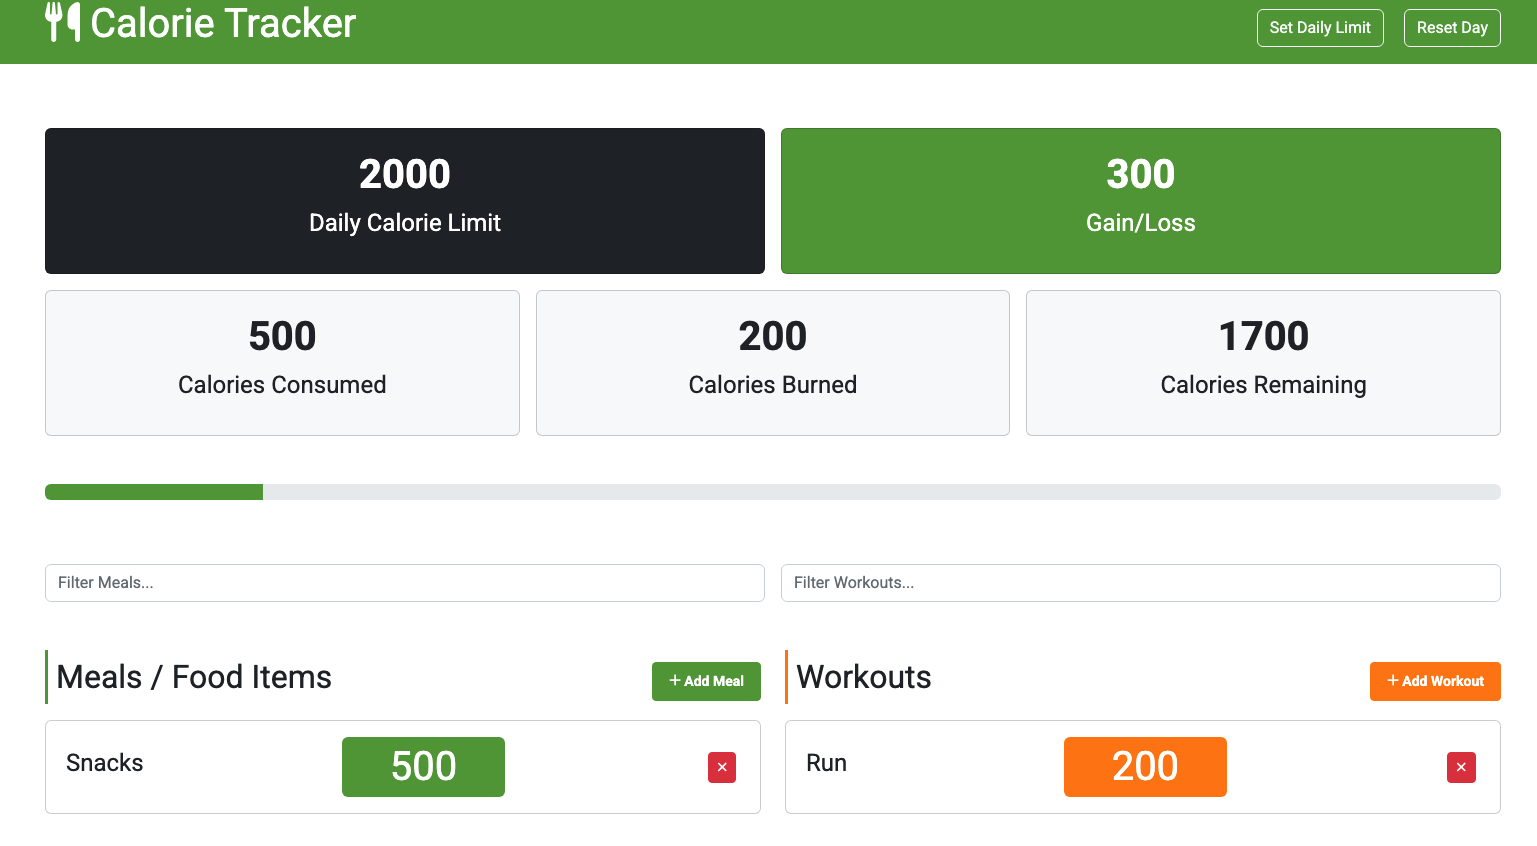 Calorie Tracker
Set Daily Limit
Reset Day
2000
Daily Calorie Limit
300
Gain/Loss
500
Calories Consumed
200
Calories Burned
1700
Calories Remaining
Filter Meals...
Filter Workouts...
Meals / Food Items
+ Add Meal
Workouts
+ Add Workout
Snacks
500
Run
200